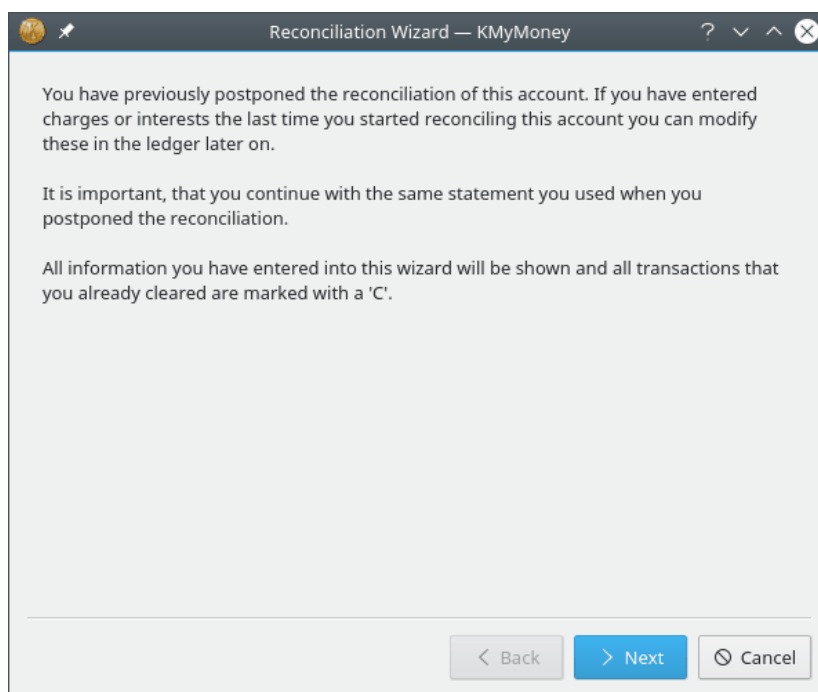 Reconciliation Wizard — KMyMoney
You have previously postponed the reconciliation of this account. If you have entered
charges or interests the last time you started reconciling this account you can modify
these in the ledger later on.
It is important, that you continue with the same statement you used when you
postponed the reconciliation.
All information you have entered into this wizard will be shown and all transactions that
you already cleared are marked with a 'C'.
Back
Next
Cancel